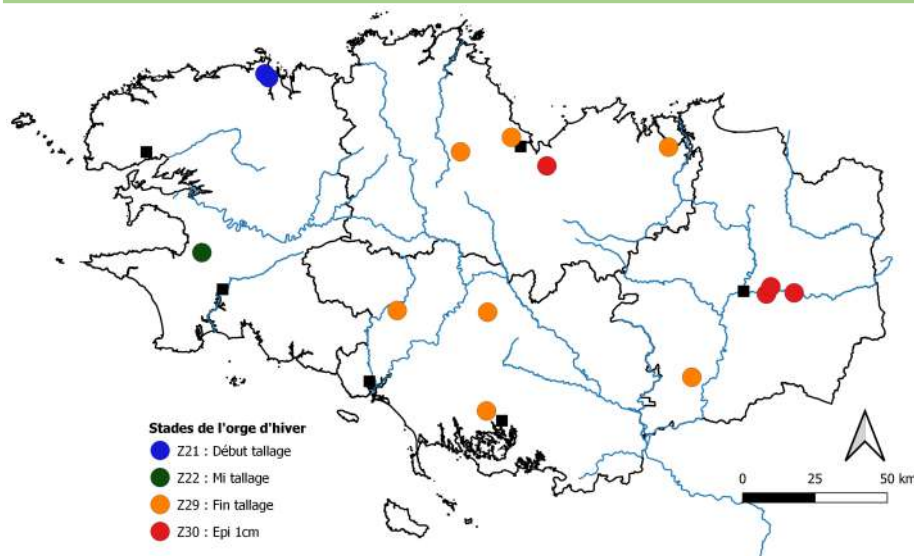 Stades de l'orge d'hiver
Z21 : Début tallage
Z22 : Mi tallage
Z29 : Fin tallage
Z30 : Epi 1cm
0 25 50 km